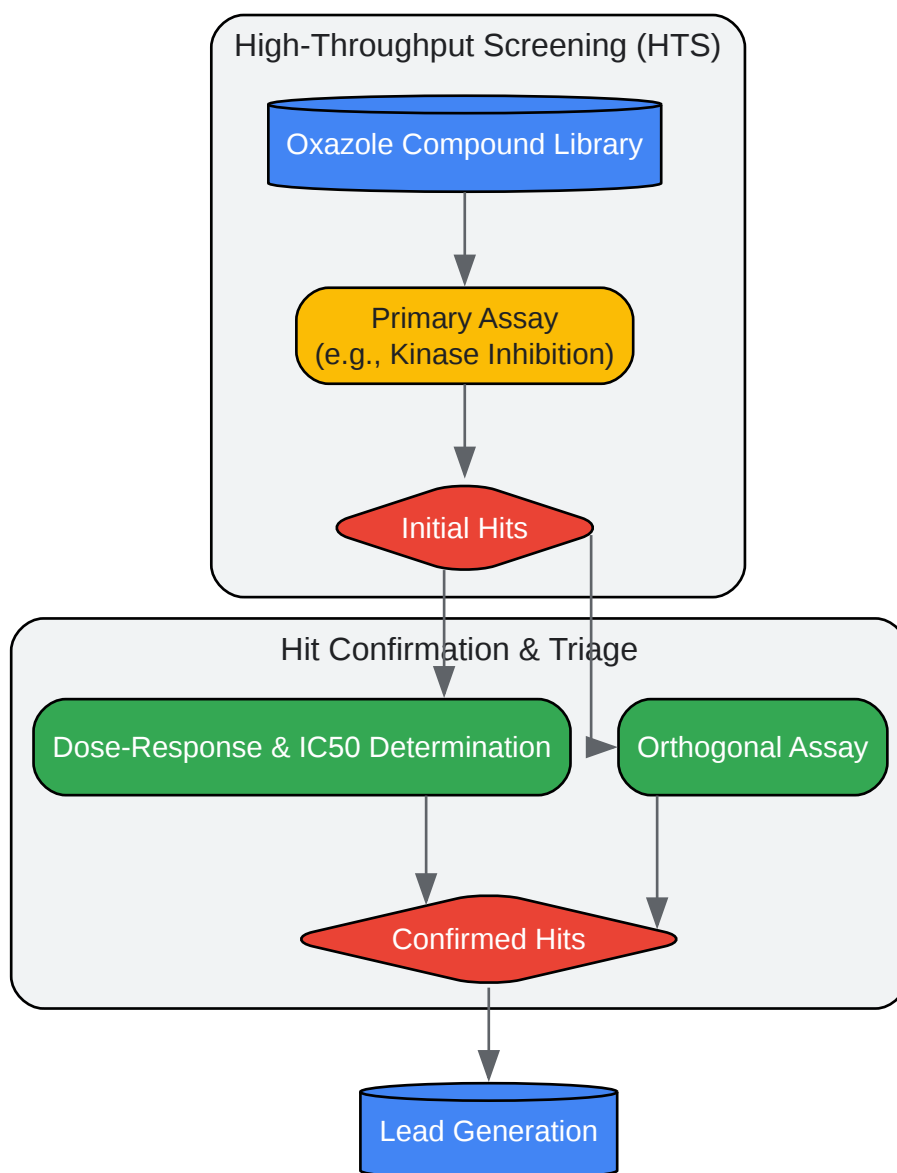 High-Throughput Screening (HTS)
Oxazole Compound Library
Primary Assay
(e.g., Kinase Inhibition)
Initial Hits
Hit Confirmation & Triage
Dose-Response & IC50 Determination
Orthogonal Assay
Confirmed Hits
Lead Generation